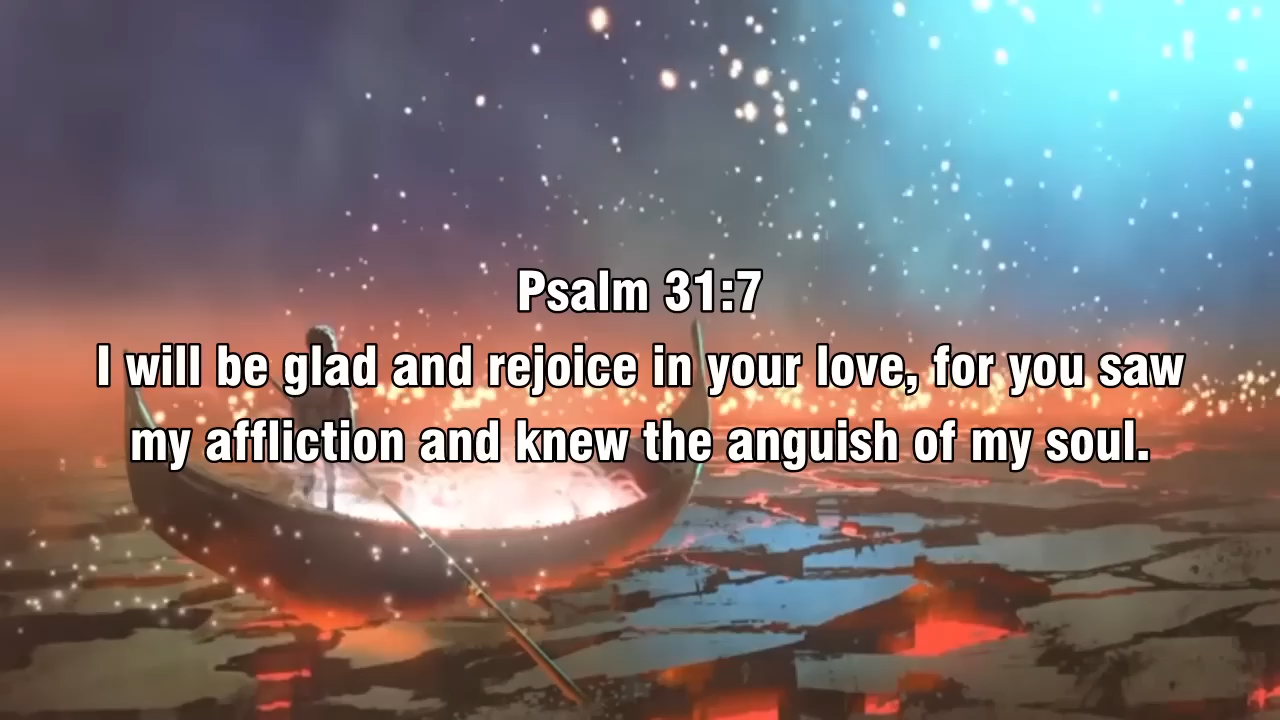 Psalm 31:7
I will be glad and rejoice in your love, for you saw
my affliction and knew the anguish of my soul.